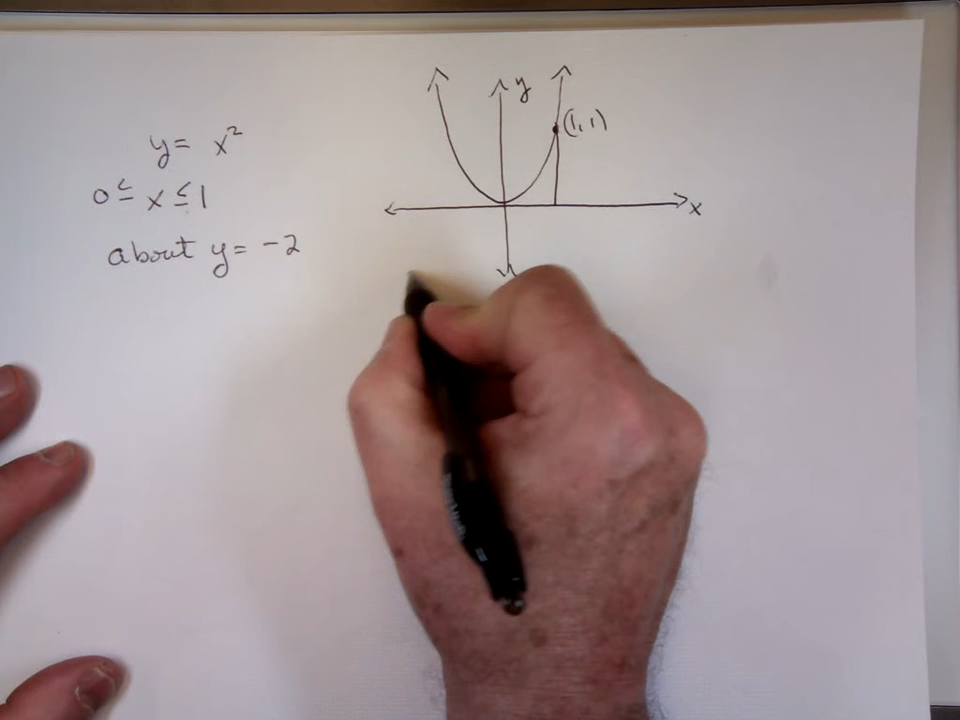 y = x²
0 ≤ x ≤ 1
about y = -2
y
(1,1)
x